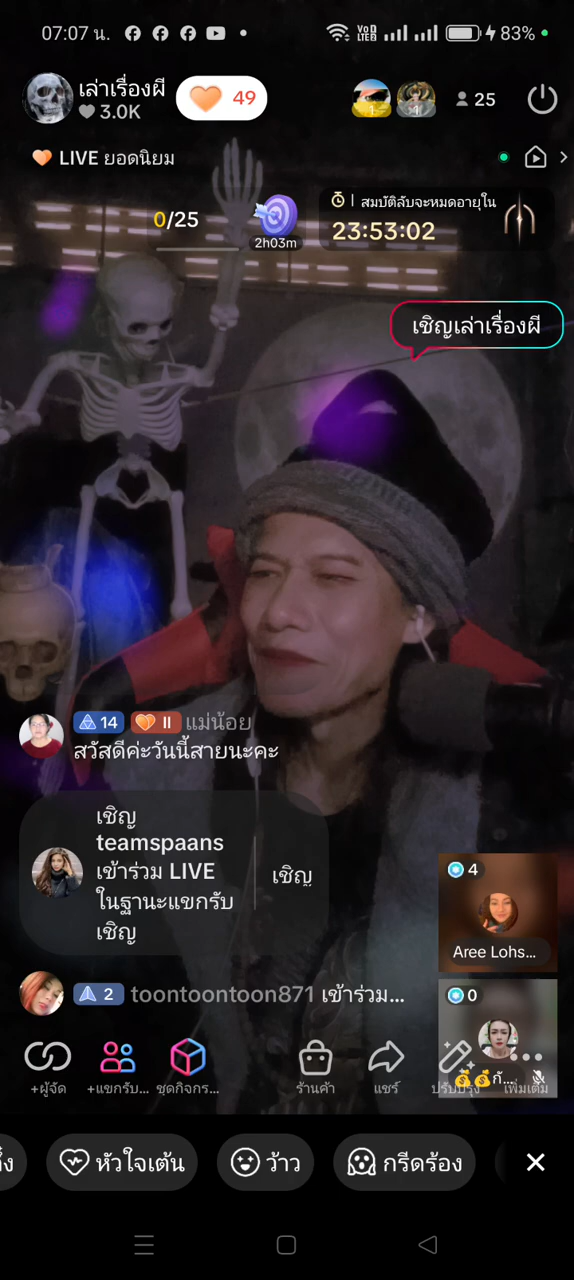 07:07 น.
VoD LTE2
83%
เล่าเรื่องผี
3.0K
49
1
25
LIVE ยอดนิยม
0/25
2h03m
สมบัติลับจะหมดอายุใน
23:53:02
เชิญเล่าเรื่องผี
14 II แม่น้อย
สวัสดีค่ะวันนี้สายนะคะ
เชิญ
teamspaans
เข้าร่วม LIVE
ในฐานะแขกรับ
เชิญ
เชิญ
4
Aree Lohs...
2 toontoontoon871 เข้าร่วม...
0
+ผู้จัด
+แขกรับ...
ชุดกิจกร...
ร้านค้า
แชร์
ปรับปรุง
เพิ่มเติม
หัวใจเต้น
ว้าว
กรีดร้อง